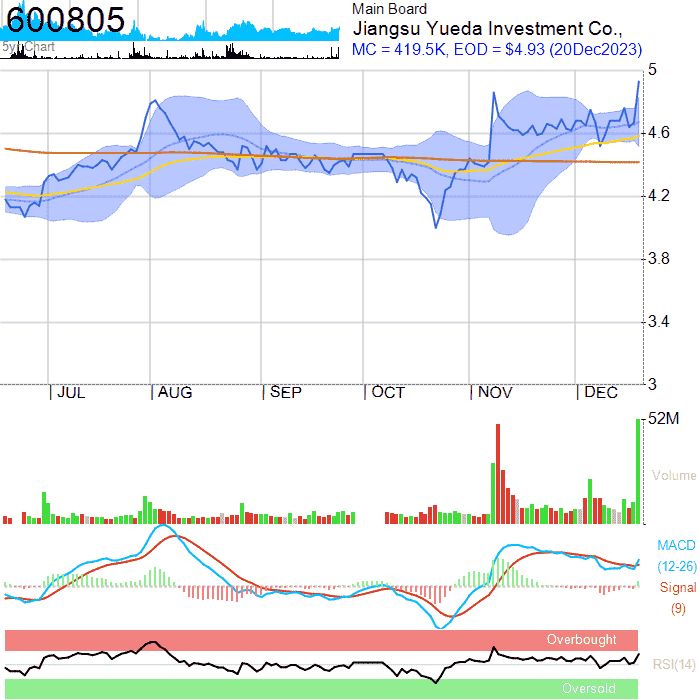 600805
5yr Chart
Main Board
Jiangsu Yueda Investment Co.,
MC = 419.5K, EOD = $4.93 (20Dec2023)
5
4.6
4.2
3.8
3.4
3
JUL AUG SEP OCT NOV DEC
52M
Volume
MACD
(12-26)
Signal
(9)
Overbought
RSI(14)
Oversold